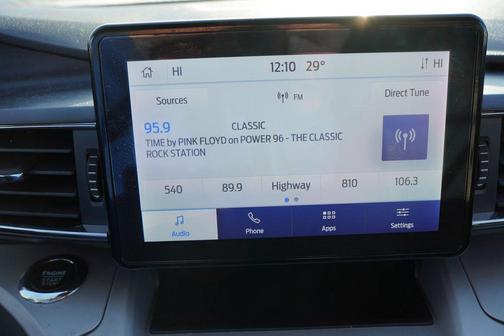 HI 12:10 29° HI
Sources FM Direct Tune
95.9 CLASSIC
TIME by PINK FLOYD on POWER 96 - THE CLASSIC
ROCK STATION
540 89.9 Highway 810 106.3
Audio Phone Apps Settings
ENGINE
START
STOP